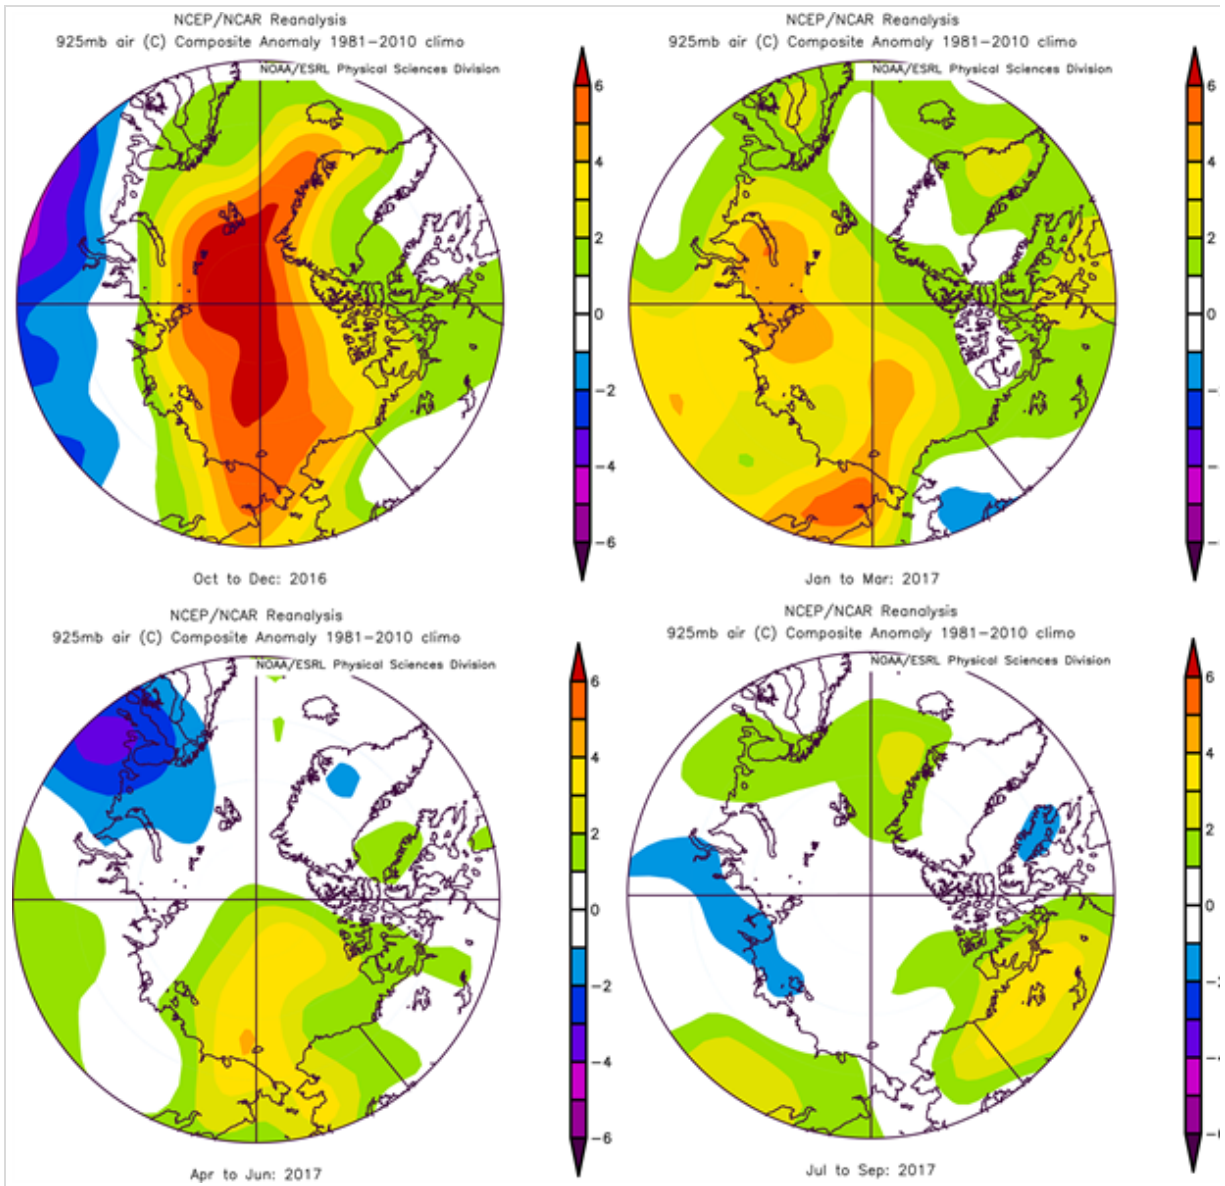 NCEP/NCAR Reanalysis
925mb air (C) Composite Anomaly 1981−2010 climo
NOAA/ESRL Physical Sciences Division
6
4
2
0
−2
−4
−6
Oct to Dec: 2016
NCEP/NCAR Reanalysis
925mb air (C) Composite Anomaly 1981−2010 climo
NOAA/ESRL Physical Sciences Division
6
4
2
0
Jan to Mar: 2017
NCEP/NCAR Reanalysis
925mb air (C) Composite Anomaly 1981−2010 climo
NOAA/ESRL Physical Sciences Division
6
4
2
0
−2
−4
−6
Apr to Jun: 2017
NCEP/NCAR Reanalysis
925mb air (C) Composite Anomaly 1981−2010 climo
NOAA/ESRL Physical Sciences Division
6
4
2
0
Jul to Sep: 2017